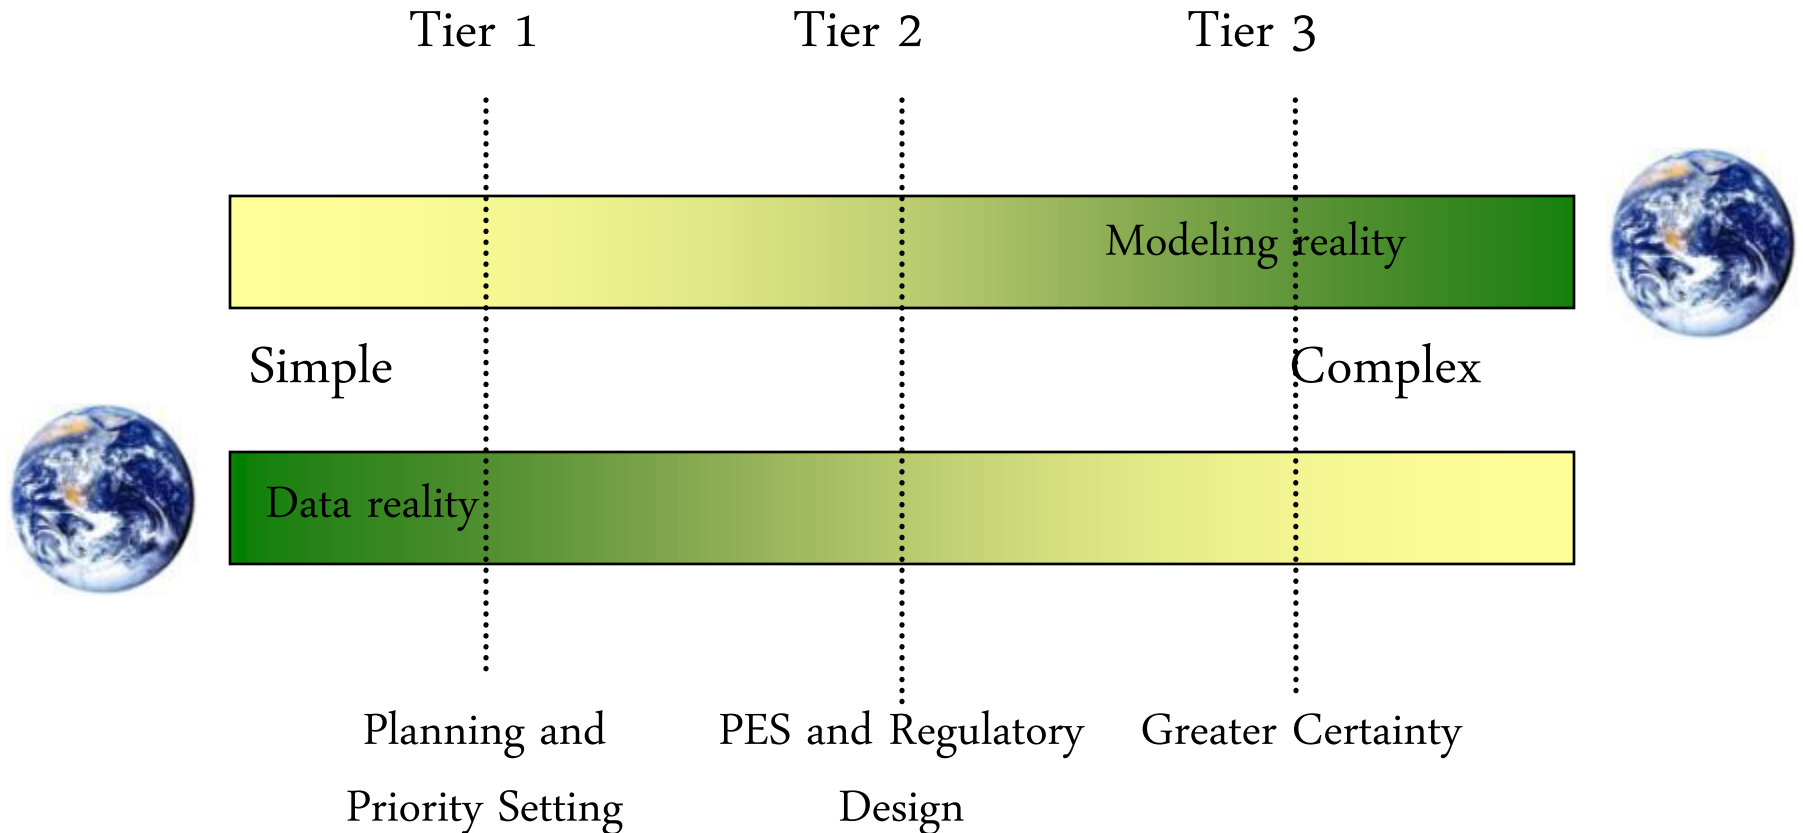 Tier 1
Tier 2
Tier 3
Modeling reality
Simple
Complex
Data reality
Planning and
Priority Setting
PES and Regulatory
Design
Greater Certainty